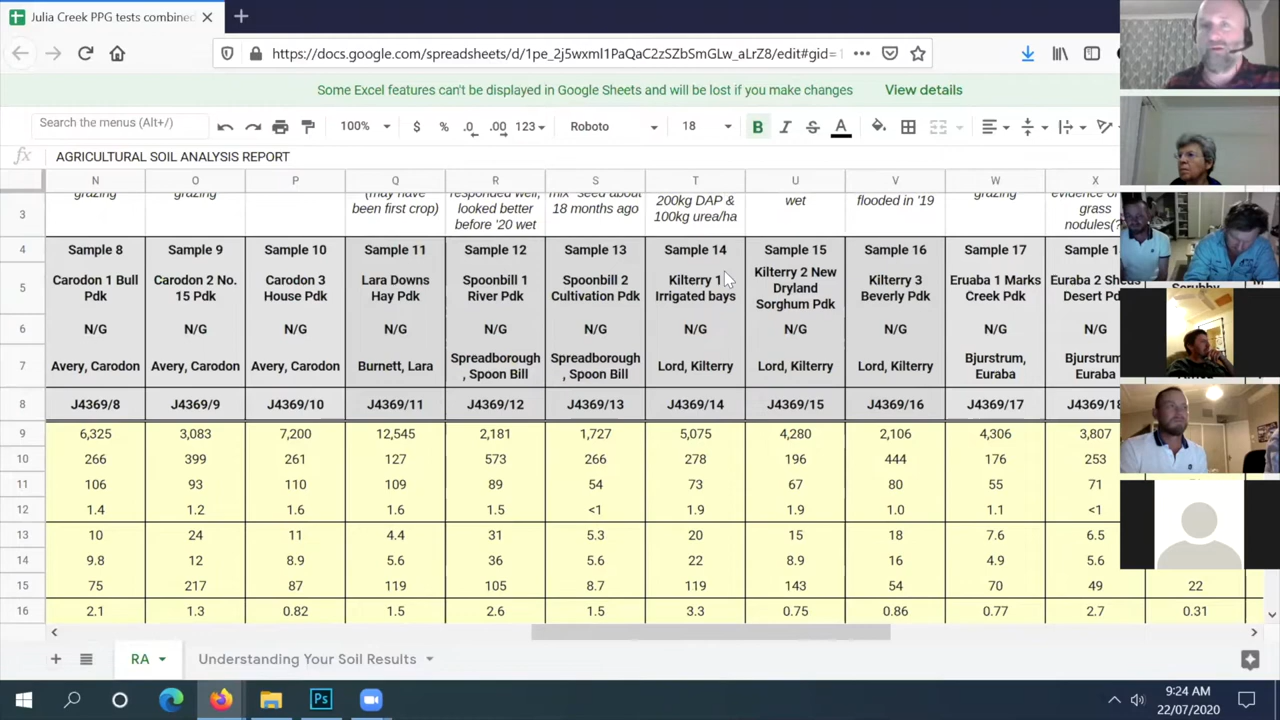 Julia Creek PPG tests combined
https://docs.google.com/spreadsheets/d/1pe_2j5wxml1PaQaC2zSZbSmGLw_aLrZ8/edit#gid=1
Some Excel features can't be displayed in Google Sheets and will be lost if you make changes View details
Search the menus (Alt+/) 100% $ % .0 .00 123 Roboto 18 B I S A
fx AGRICULTURAL SOIL ANALYSIS REPORT
N O P Q R S T U V W X
grazing grazing (may have responded well, mix seed about 200kg DAP & wet flooded in '19 grazing
3 been first crop) looked better 18 months ago 100kg urea/ha grass
before '20 wet nodules(?
4 Sample 8 Sample 9 Sample 10 Sample 11 Sample 12 Sample 13 Sample 14 Sample 15 Sample 16 Sample 17 Sample 1
5 Carodon 1 Bull Pdk Carodon 2 No. 15 Pdk Carodon 3 House Pdk Lara Downs Hay Pdk Spoonbill 1 River Pdk Spoonbill 2 Cultivation Pdk Kilterry 1 Irrigated bays Kilterry 2 New Dryland Sorghum Pdk Kilterry 3 Beverly Pdk Eruaba 1 Marks Creek Pdk Euraba 2 Sheds Desert Pdk
6 N/G N/G N/G N/G N/G N/G N/G N/G N/G N/G N/G
7 Avery, Carodon Avery, Carodon Avery, Carodon Burnett, Lara Spreadborough , Spoon Bill Spreadborough , Spoon Bill Lord, Kilterry Lord, Kilterry Lord, Kilterry Bjurstrum, Euraba Bjurstrum, Euraba
8 J4369/8 J4369/9 J4369/10 J4369/11 J4369/12 J4369/13 J4369/14 J4369/15 J4369/16 J4369/17 J4369/18
9 6,325 3,083 7,200 12,545 2,181 1,727 5,075 4,280 2,106 4,306 3,807
10 266 399 261 127 573 266 278 196 444 176 253
11 106 93 110 109 89 54 73 67 80 55 71
12 1.4 1.2 1.6 1.6 1.5 <1 1.9 1.9 1.0 1.1 <1
13 10 24 11 4.4 31 5.3 20 15 18 7.6 6.5
14 9.8 12 9.8 5.6 36 5.6 22 8.9 16 4.9 5.6
15 75 217 87 119 105 8.7 119 143 54 70 49 22
16 2.1 1.3 0.82 1.5 2.6 1.5 3.3 0.75 0.86 0.77 2.7 0.31
RA Understanding Your Soil Results
Ps
9:24 AM
22/07/2020